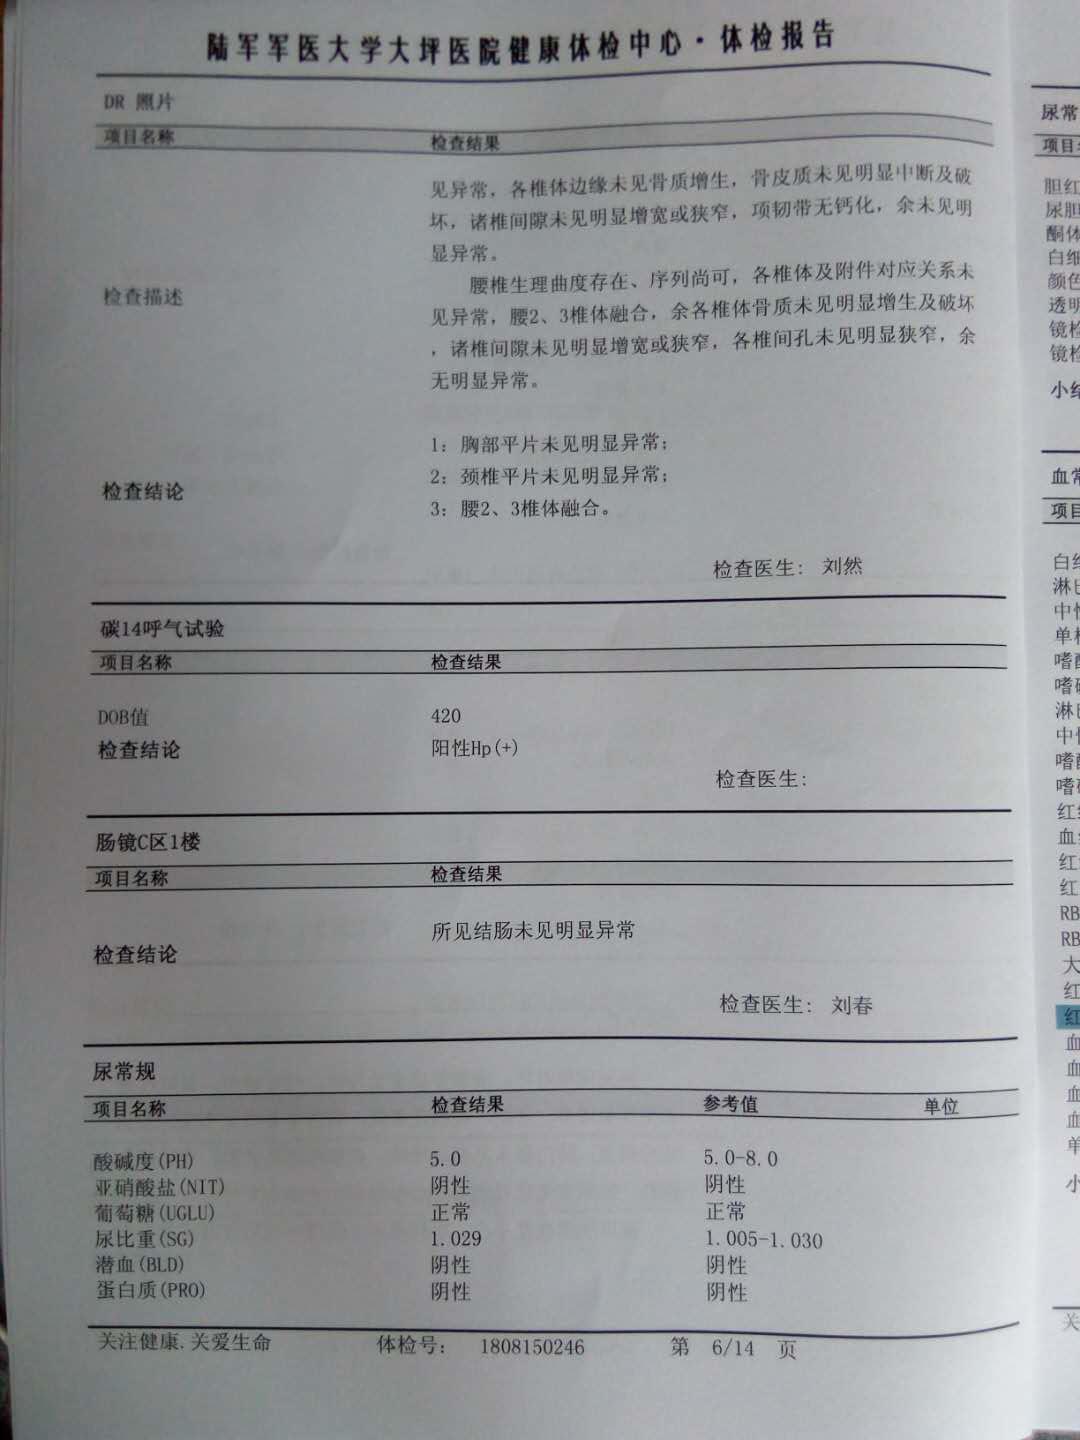 陆军军医大学大坪医院健康体检中心·体检报告
DR 照片
项目名称 检查结果
见异常，各椎体边缘未见骨质增生，骨皮质未见明显中断及破
坏，诸椎间隙未见明显增宽或狭窄，项韧带无钙化，余未见明
显异常。
检查描述
腰椎生理曲度存在、序列尚可，各椎体及附件对应关系未
见异常，腰2、3椎体融合，余各椎体骨质未见明显增生及破坏
，诸椎间隙未见明显增宽或狭窄，各椎间孔未见明显狭窄，余
无明显异常。
检查结论
1：胸部平片未见明显异常；
2：颈椎平片未见明显异常；
3：腰2、3椎体融合。
检查医生： 刘然
碳14呼气试验
项目名称 检查结果
DOB值 420
检查结论 阳性Hp(+)
检查医生：
肠镜C区1楼
项目名称 检查结果
检查结论 所见结肠未见明显异常
检查医生： 刘春
尿常规
项目名称 检查结果 参考值 单位
酸碱度(PH) 5.0 5.0-8.0
亚硝酸盐(NIT) 阴性 阴性
葡萄糖(UGLU) 正常 正常
尿比重(SG) 1.029 1.005-1.030
潜血(BLD) 阴性 阴性
蛋白质(PRO) 阴性 阴性
关注健康.关爱生命 体检号： 1808150246 第 6/14 页
尿常
项目
胆红
尿胆
酮体
白细
颜色
透明
镜检
镜检
小结
血常
项目
白细
淋巴
中性
单核
嗜酸
嗜碱
淋巴
中性
嗜酸
嗜碱
红细
血
红
红
RB
RB
大
红
红
血
血
血
血
单
小
关